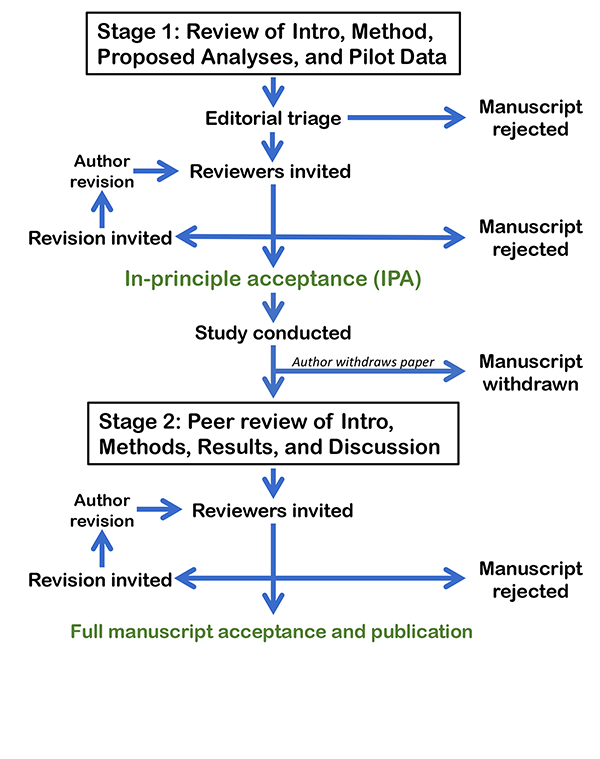 Stage 1: Review of Intro, Method,
Proposed Analyses, and Pilot Data
Editorial triage
Manuscript
rejected
Author
revision
Reviewers invited
Revision invited
Manuscript
rejected
In-principle acceptance (IPA)
Study conducted
Author withdraws paper
Manuscript
withdrawn
Stage 2: Peer review of Intro,
Methods, Results, and Discussion
Author
revision
Reviewers invited
Revision invited
Manuscript
rejected
Full manuscript acceptance and publication